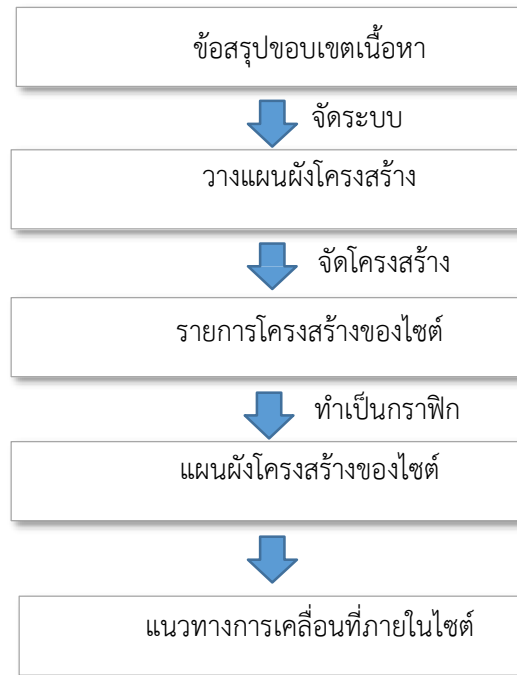 ข้อสรุปขอบเขตเนื้อหา
จัดระบบ
วางแผนผังโครงสร้าง
จัดโครงสร้าง
รายการโครงสร้างของไซต์
ทำเป็นกราฟิก
แผนผังโครงสร้างของไซต์
แนวทางการเคลื่อนที่ภายในไซต์